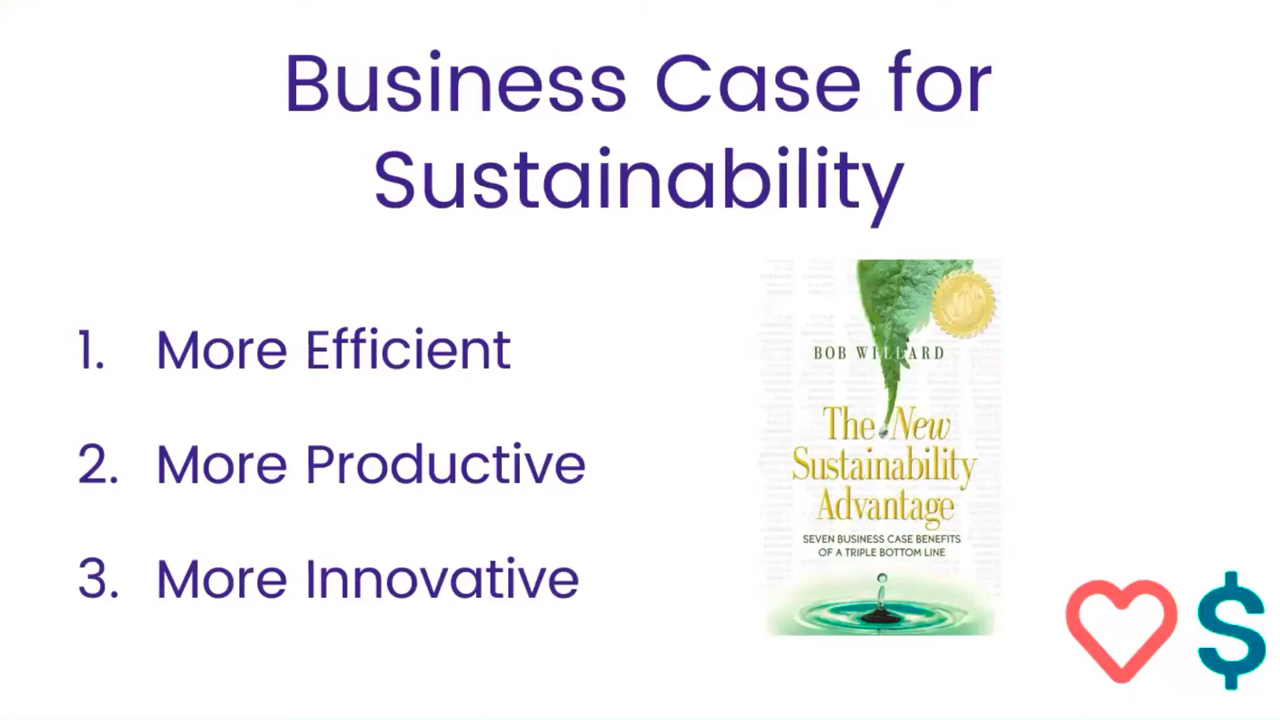 Business Case for
Sustainability
1. More Efficient
2. More Productive
3. More Innovative
BOB WILLARD
The New
Sustainability
Advantage
SEVEN BUSINESS CASE BENEFITS
OF A TRIPLE BOTTOM LINE
$